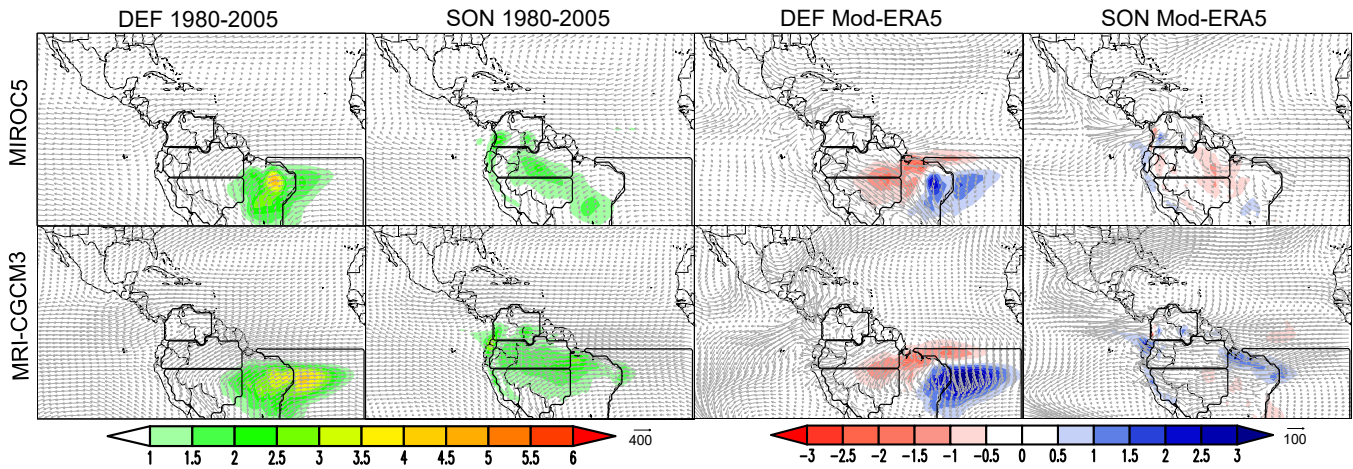 DEF 1980-2005 SON 1980-2005 DEF Mod-ERA5 SON Mod-ERA5
MIROC5
MRI-CGCM3
1 1.5 2 2.5 3 3.5 4 4.5 5 5.5 6 400
-3 -2.5 -2 -1.5 -1 -0.5 0 0.5 1 1.5 2 2.5 3 100